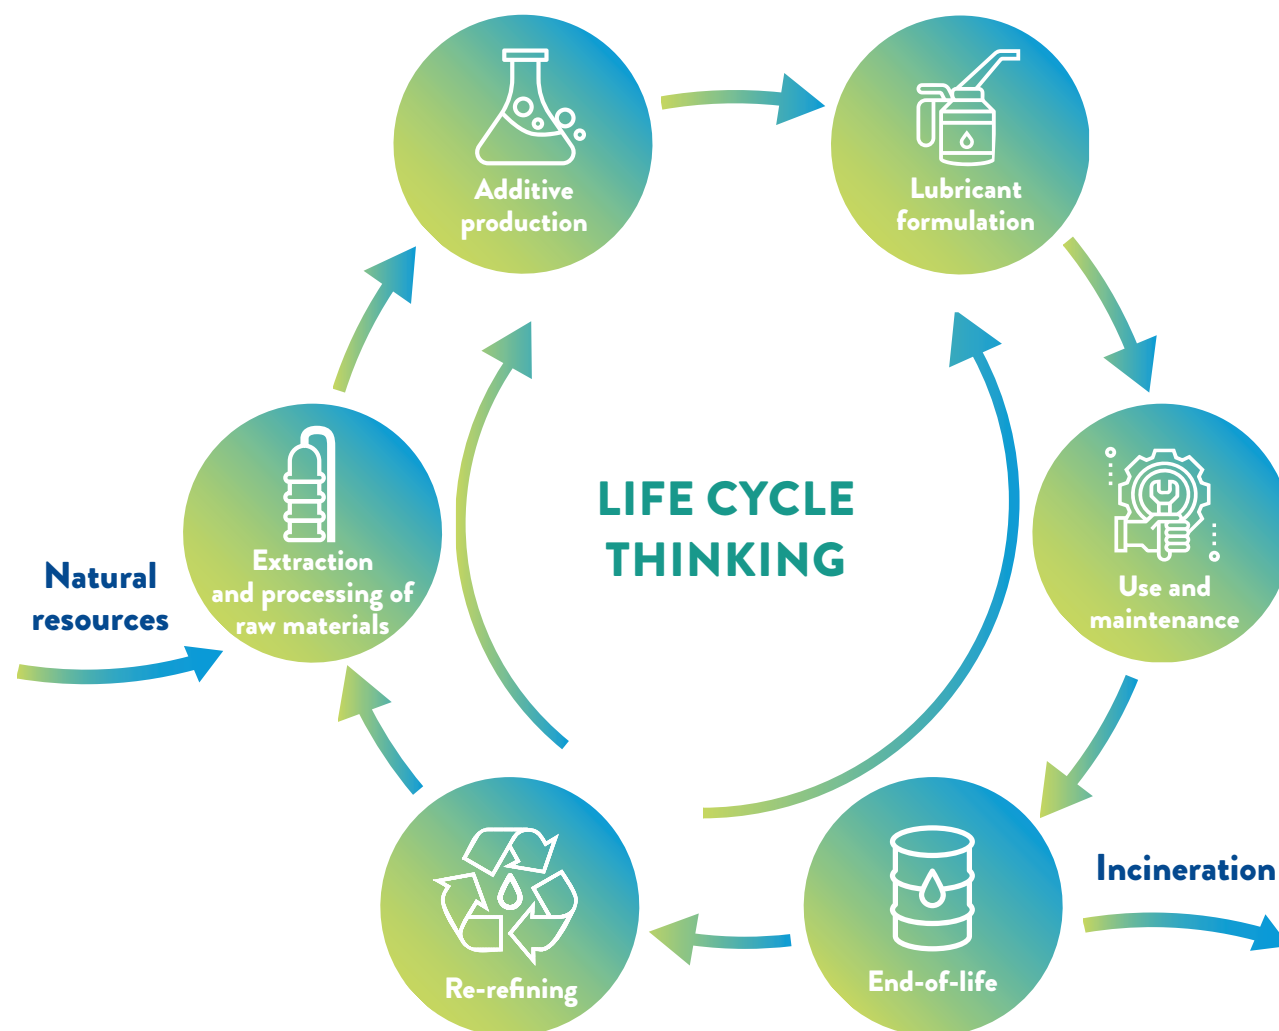 Additive
production
Lubricant
formulation
LIFE CYCLE
THINKING
Extraction
and processing of
raw materials
Natural
resources
Use and
maintenance
Incineration
Re-refining
End-of-life